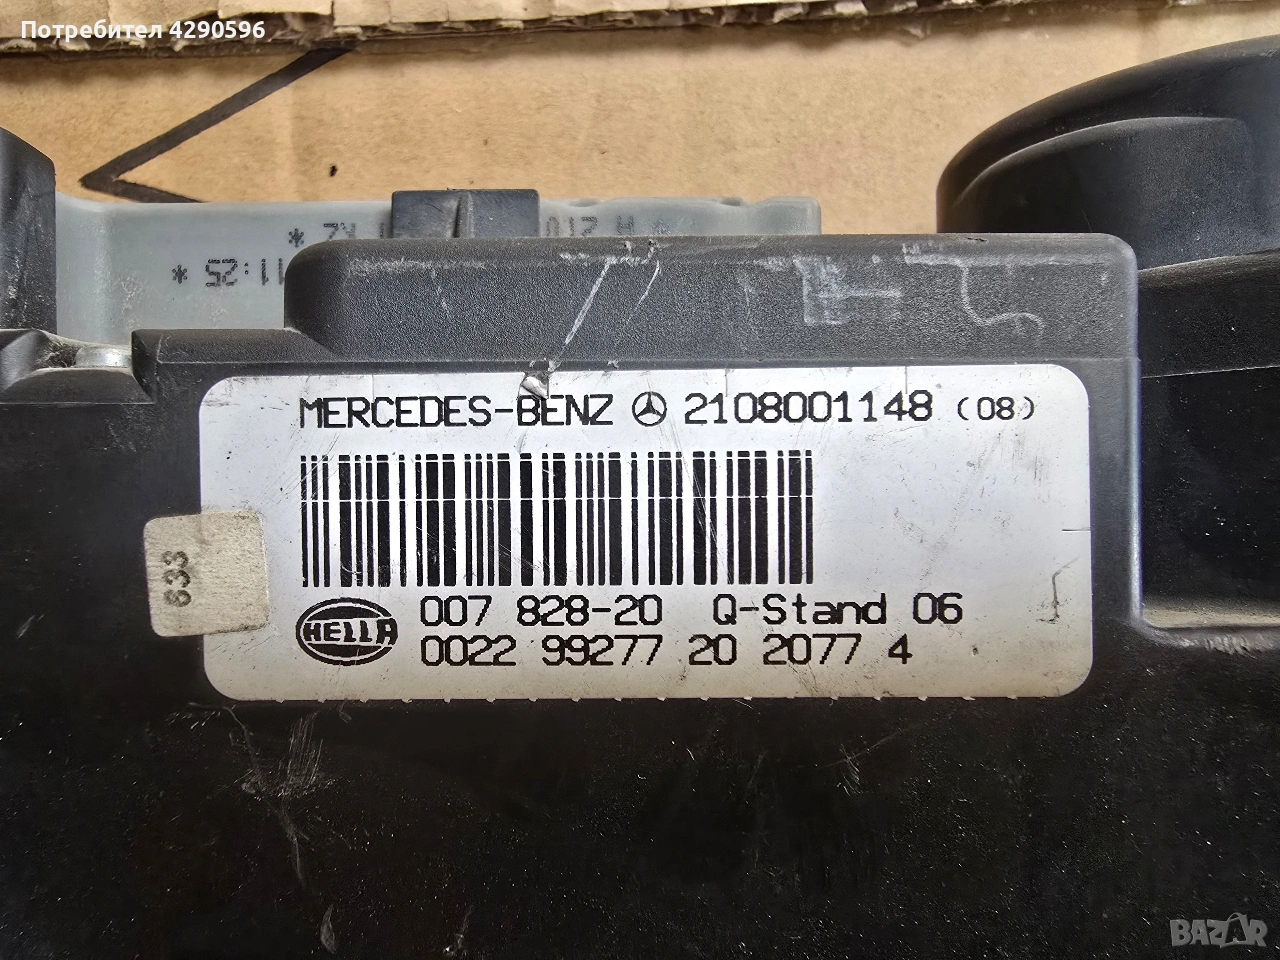 Потребител 4290596
11:25 *
MERCEDES-BENZ 2108001148 (08)
633
HELLA
007 828-20 Q-Stand 06
0022 99277 20 2077 4
BAZAR